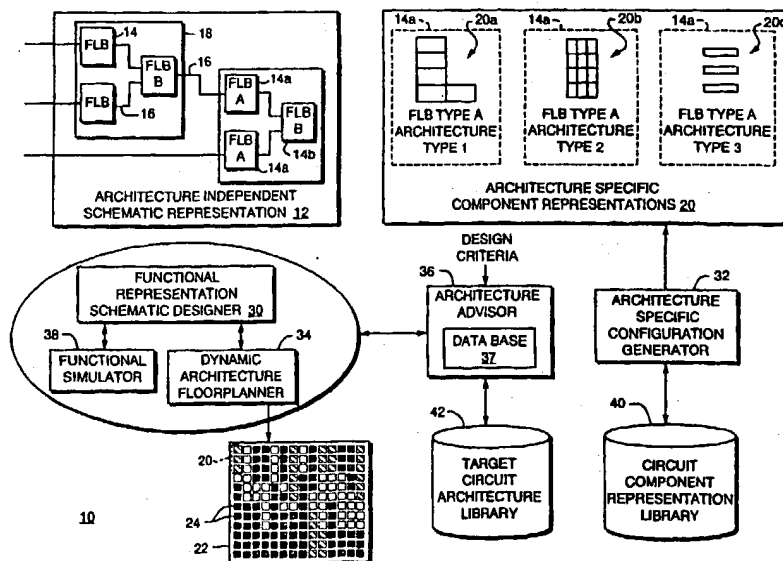 14
18
FLB
FLB
B
16
FLB
16
14a
FLB
A
FLB
B
FLB
A
14b
14a
ARCHITECTURE INDEPENDENT
SCHEMATIC REPRESENTATION 12
14a
20a
FLB TYPE A
ARCHITECTURE
TYPE 1
14a
20b
FLB TYPE A
ARCHITECTURE
TYPE 2
14a
20c
FLB TYPE A
ARCHITECTURE
TYPE 3
ARCHITECTURE SPECIFIC
COMPONENT REPRESENTATIONS 20
FUNCTIONAL
REPRESENTATION
SCHEMATIC DESIGNER 30
38
FUNCTIONAL
SIMULATOR
34
DYNAMIC
ARCHITECTURE
FLOORPLANNER
DESIGN
CRITERIA
36
ARCHITECTURE
ADVISOR
DATA BASE
37
32
ARCHITECTURE
SPECIFIC
CONFIGURATION
GENERATOR
42
TARGET
CIRCUIT
ARCHITECTURE
LIBRARY
40
CIRCUIT
COMPONENT
REPRESENTATION
LIBRARY
20
24
22
10